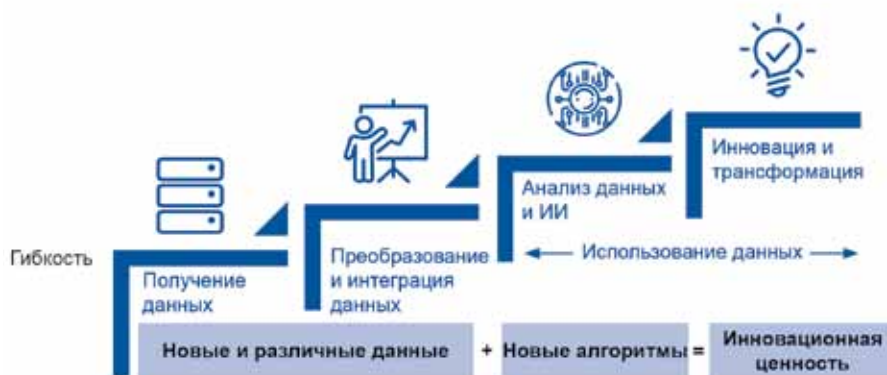 Инновация и
трансформация
Анализ данных
и ИИ
Использование данных
Гибкость
Преобразование
и интеграция
данных
Получение
данных
Новые и различные данные + Новые алгоритмы = Инновационная
ценность